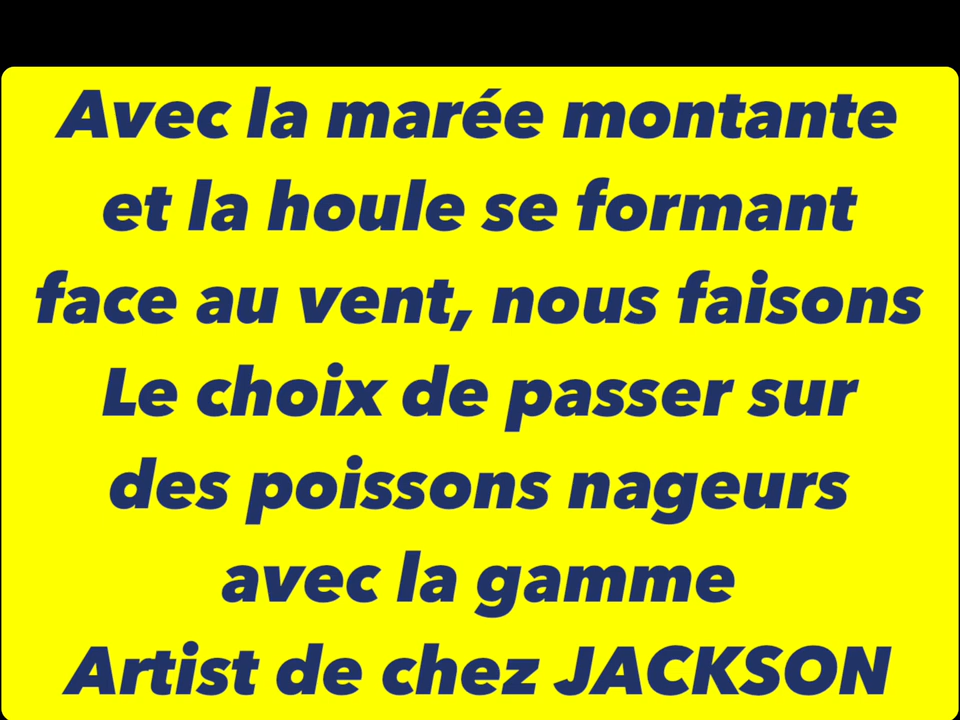 Avec la marée montante
et la houle se formant
face au vent, nous faisons
Le choix de passer sur
des poissons nageurs
avec la gamme
Artist de chez JACKSON